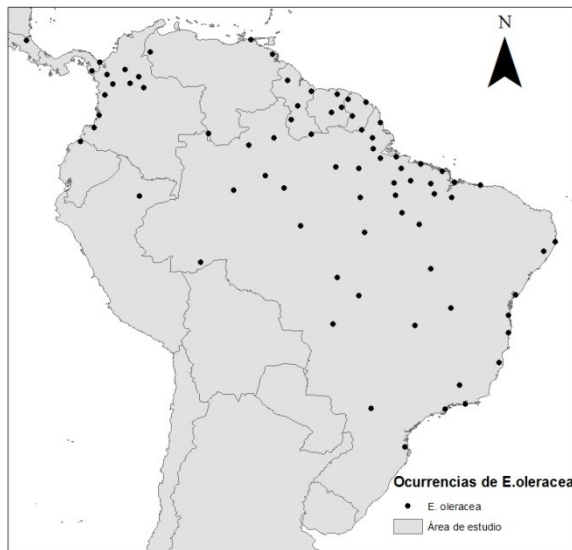 N
Ocurrencias de E.oleracea
E. oleracea
Área de estudio